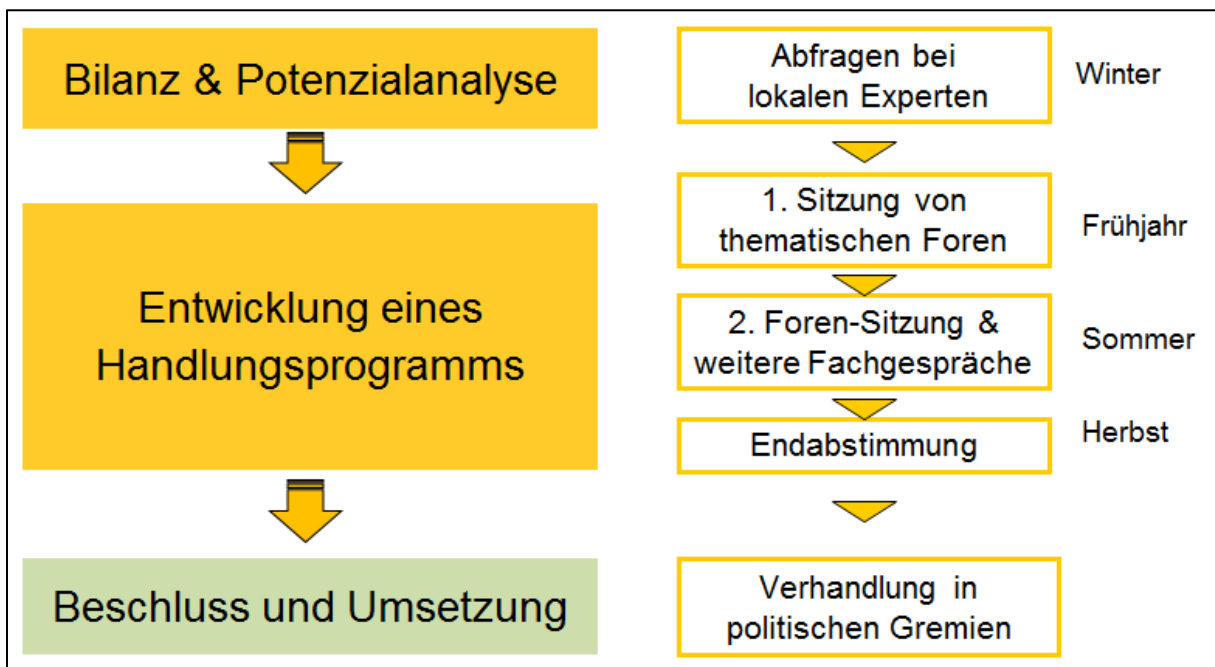 Bilanz & Potenzialanalyse
Abfragen bei
lokalen Experten
Winter
Entwicklung eines
Handlungsprogramms
1. Sitzung von
thematischen Foren
Frühjahr
2. Foren-Sitzung &
weitere Fachgespräche
Sommer
Endabstimmung
Herbst
Beschluss und Umsetzung
Verhandlung in
politischen Gremien